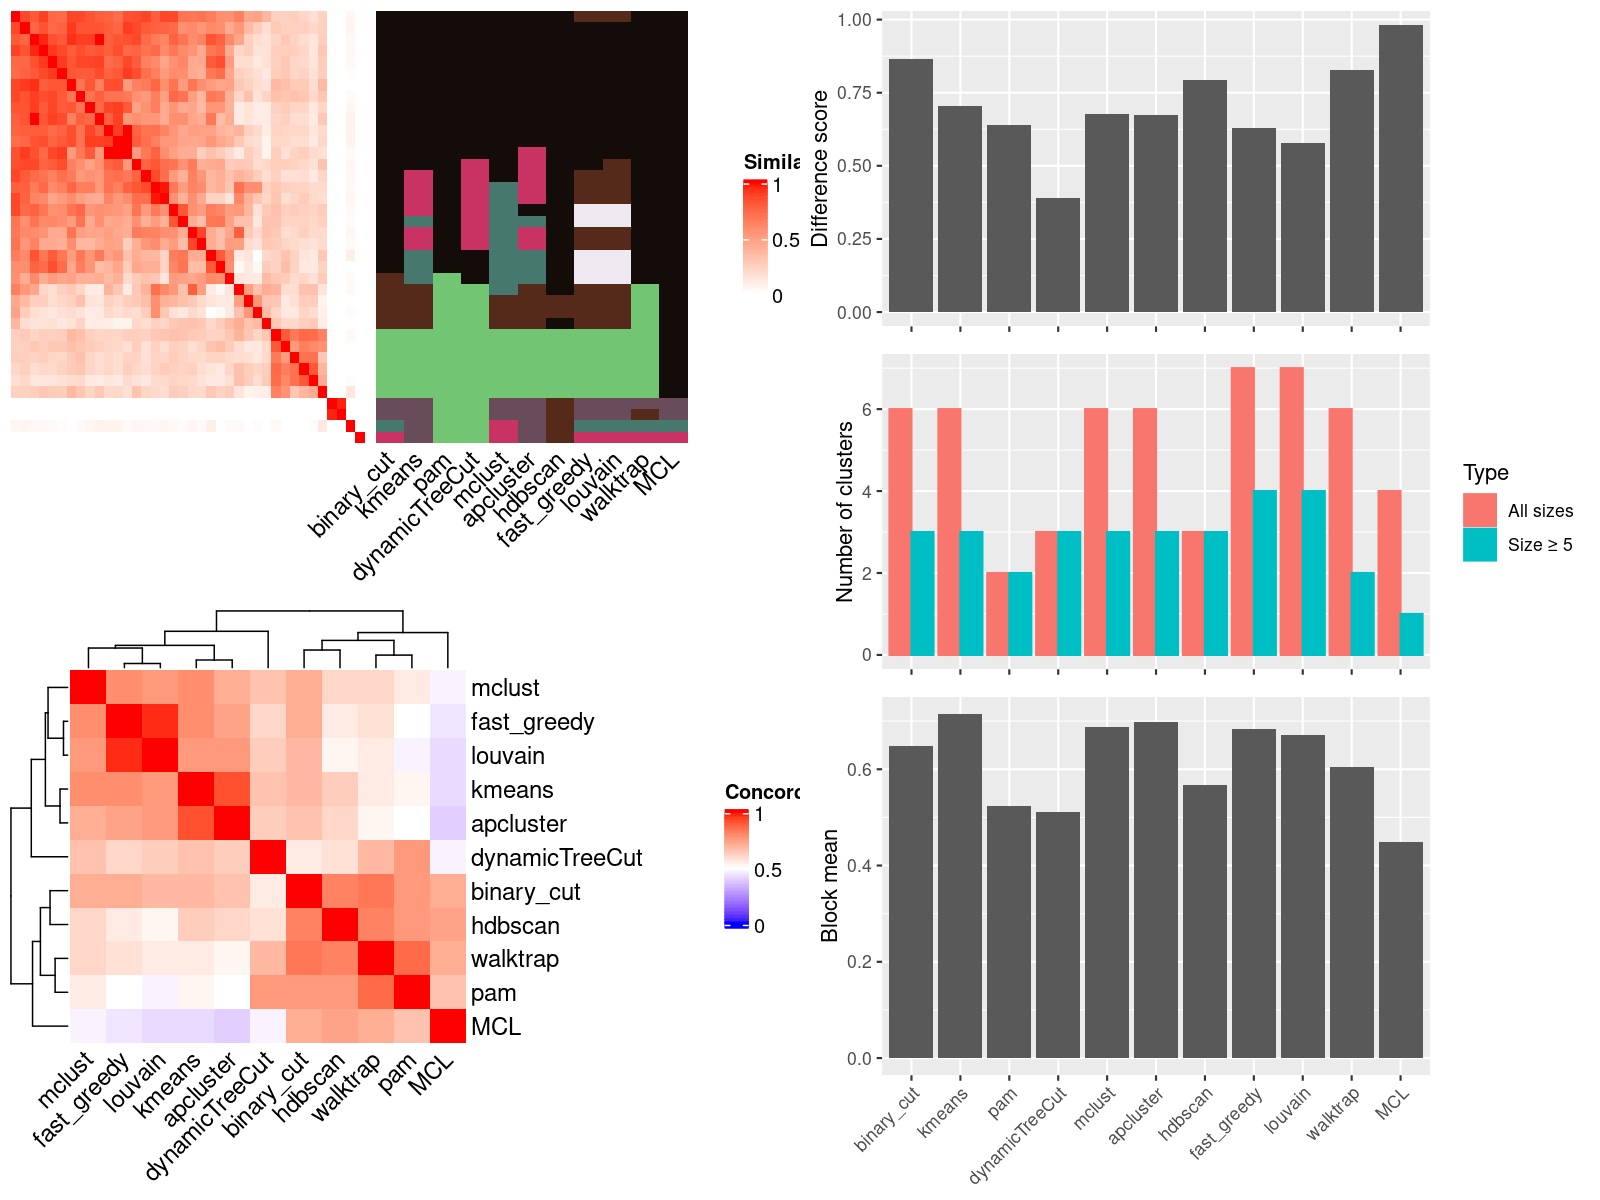 Simila
1
0.5
0
binary_cut
kmeans
pam
dynamicTreeCut
mclust
apcluster
hdbscan
fast_greedy
louvain
walktrap
MCL
mclust
fast_greedy
louvain
kmeans
apcluster
dynamicTreeCut
binary_cut
hdbscan
walktrap
pam
MCL
Concord
1
0.5
0
mclust
fast_greedy
louvain
kmeans
apcluster
dynamicTreeCut
binary_cut
hdbscan
walktrap
pam
MCL
Difference score
1.00
0.75
0.50
0.25
0.00
Number of clusters
6
4
2
0
Type
All sizes
Size ≥ 5
Block mean
0.6
0.4
0.2
0.0
binary_cut
kmeans
pam
dynamicTreeCut
mclust
apcluster
hdbscan
fast_greedy
louvain
walktrap
MCL